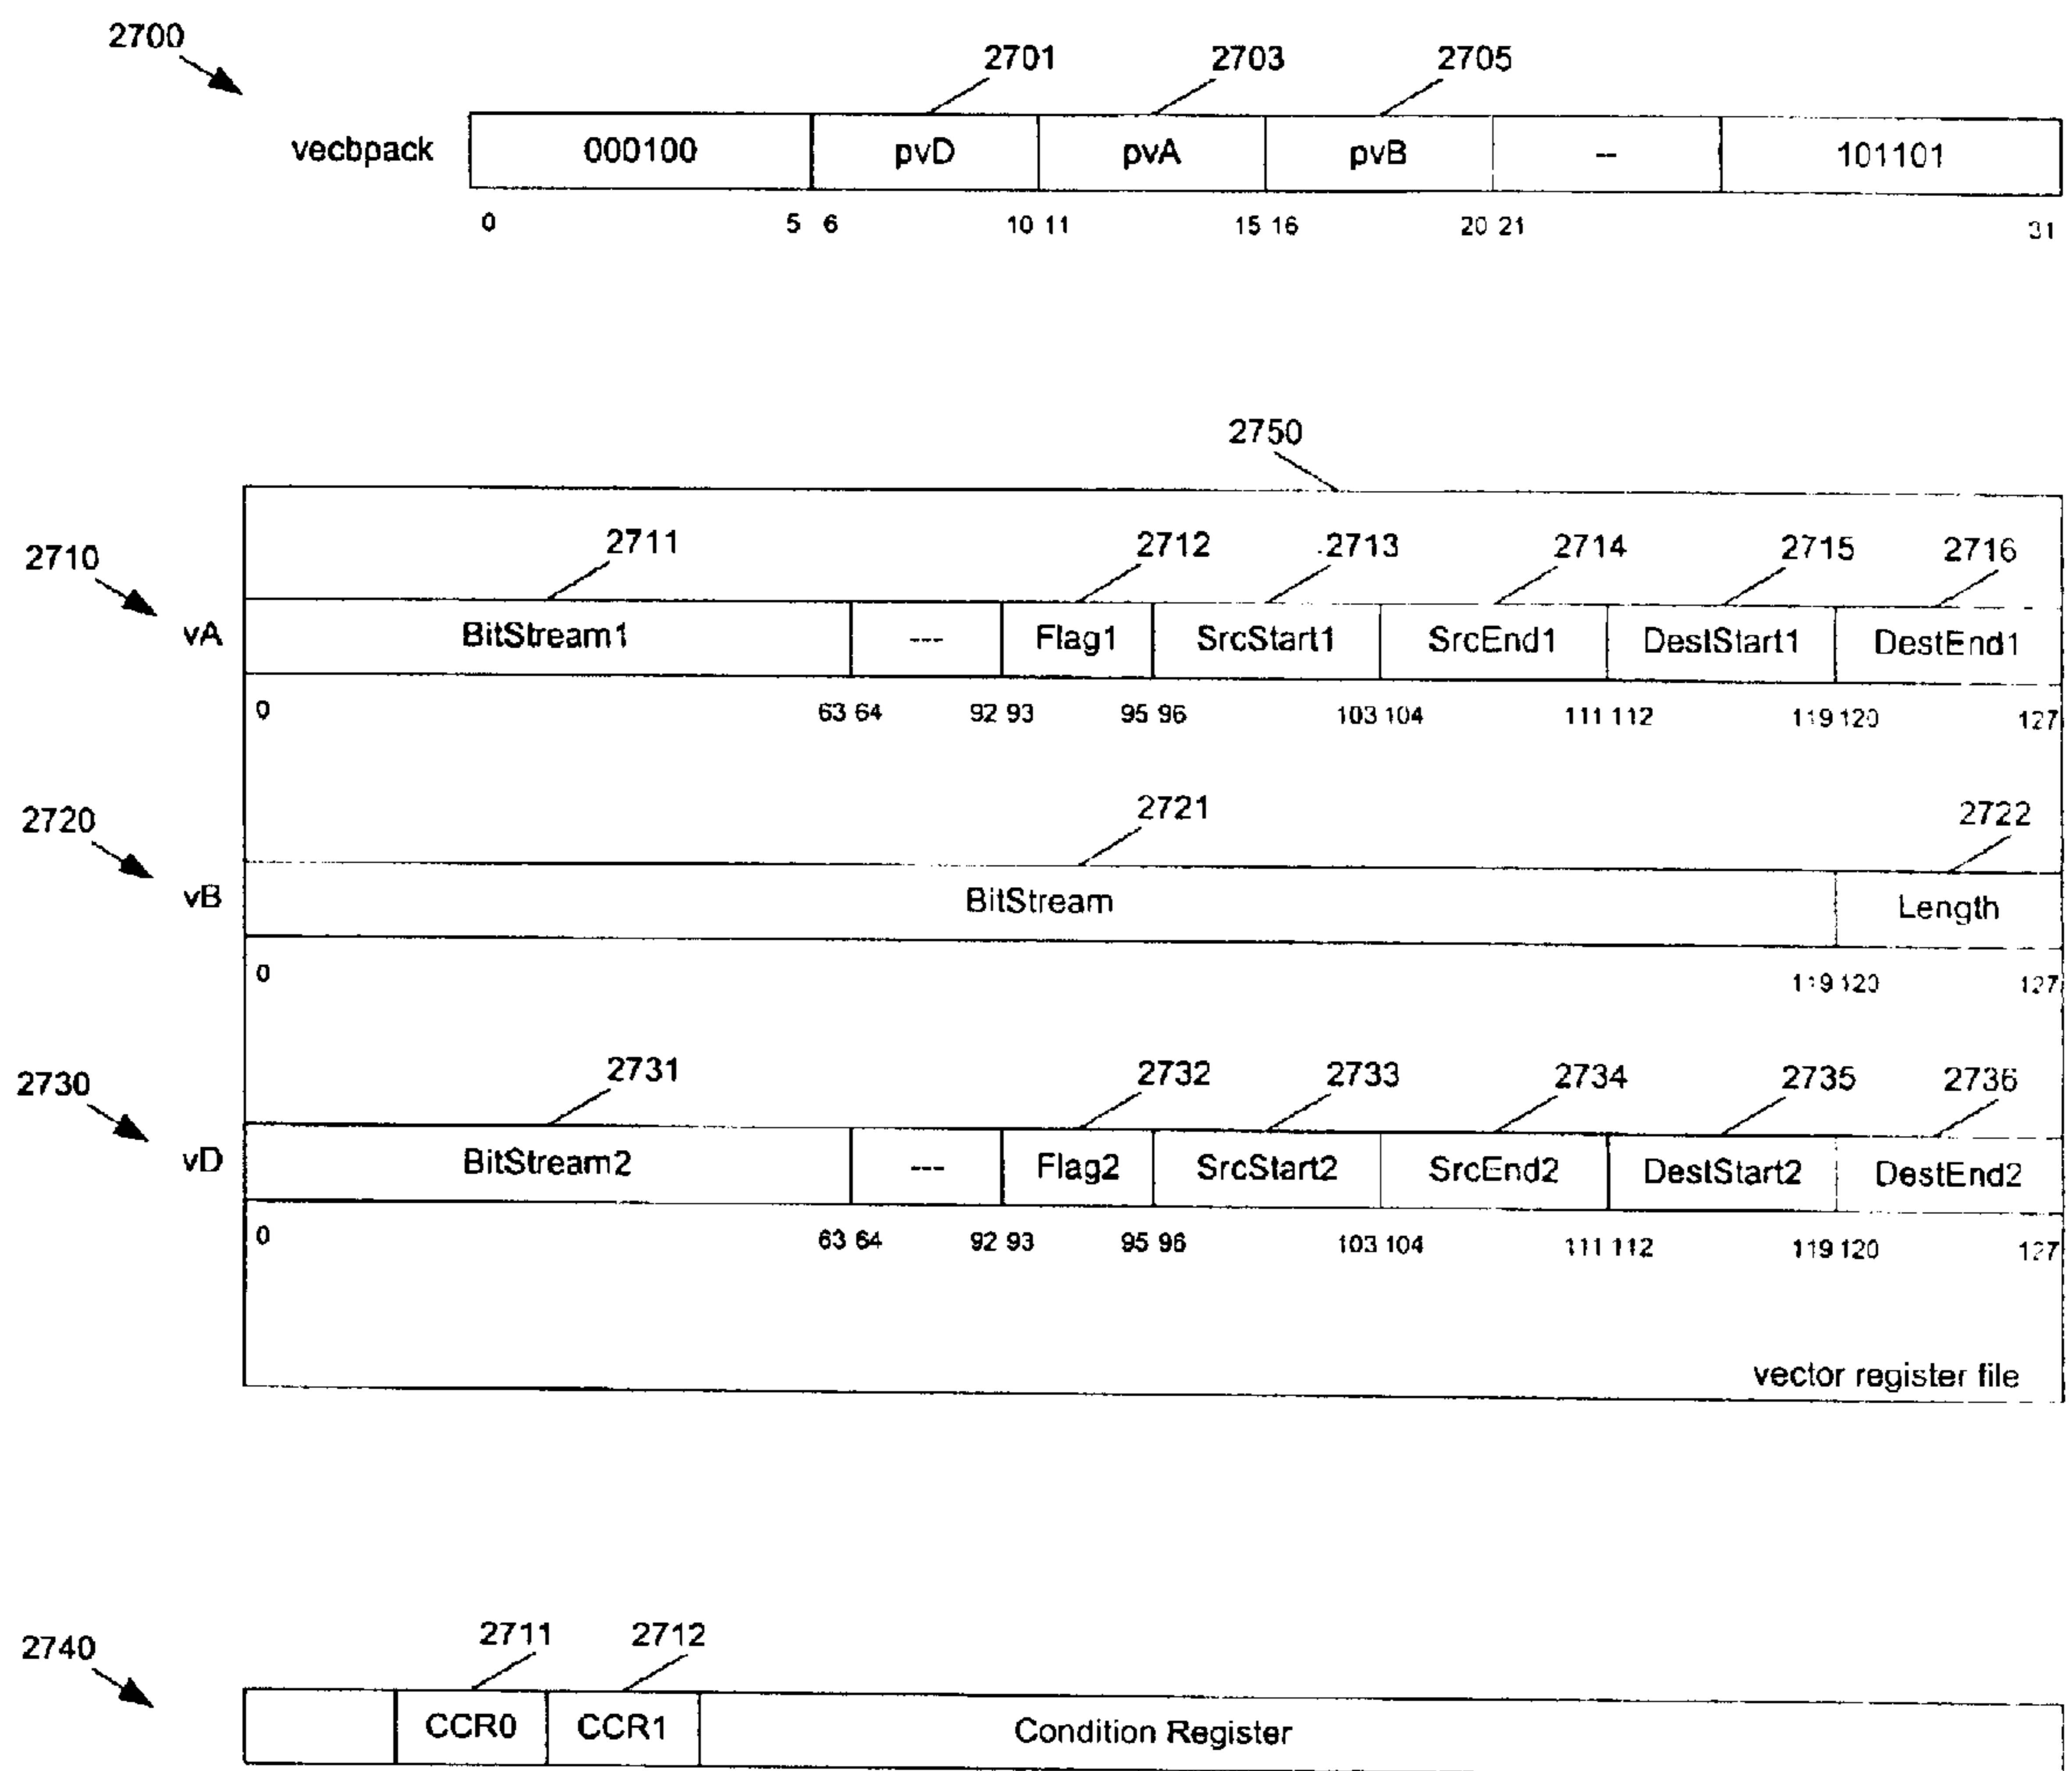 2700
2701 2703 2705
vecbpack 000100 pvD pvA pvB -- 101101
0 5 6 10 11 15 16 20 21 31
2750
2710 2711 2712 2713 2714 2715 2716
vA BitStream1 --- Flag1 SrcStart1 SrcEnd1 DestStart1 DestEnd1
0 63 64 92 93 95 96 103 104 111 112 119 120 127
2720 2721 2722
vB BitStream Length
0 119 120 127
2730 2731 2732 2733 2734 2735 2736
vD BitStream2 --- Flag2 SrcStart2 SrcEnd2 DestStart2 DestEnd2
0 63 64 92 93 95 96 103 104 111 112 119 120 127
vector register file
2740 2711 2712
CCR0 CCR1 Condition Register